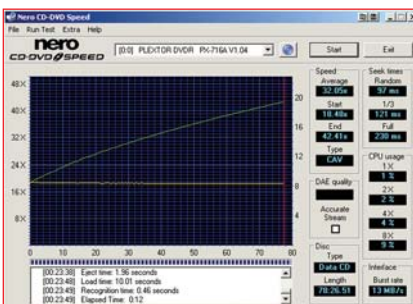 Nero CD-DVD Speed
File Run Test Extra Help
nero
CD·DVD SPEED
[0:0] PLEXTOR DVDR PX-716A V1.04
Start
Exit
48X
40X
32X
24X
16X
8X
20
16
12
8
4
0 10 20 30 40 50 60 70 80
Speed
Average
32.05x
Start
18.48x
End
42.41x
Type
CAV
DAE quality
Accurate
Stream
Disc
Type
Data CD
Length
78:26.51
Seek times
Random
97 ms
1/3
121 ms
Full
230 ms
CPU usage
1 X
1 %
2 X
2 %
4 X
4 %
8 X
9 %
Interface
Burst rate
13 MB/s
[00:23:38] Eject time: 1.96 seconds
[00:23:48] Load time: 10.01 seconds
[00:23:49] Recognition time: 0.46 seconds
[00:23:49] Elapsed Time: 0:12